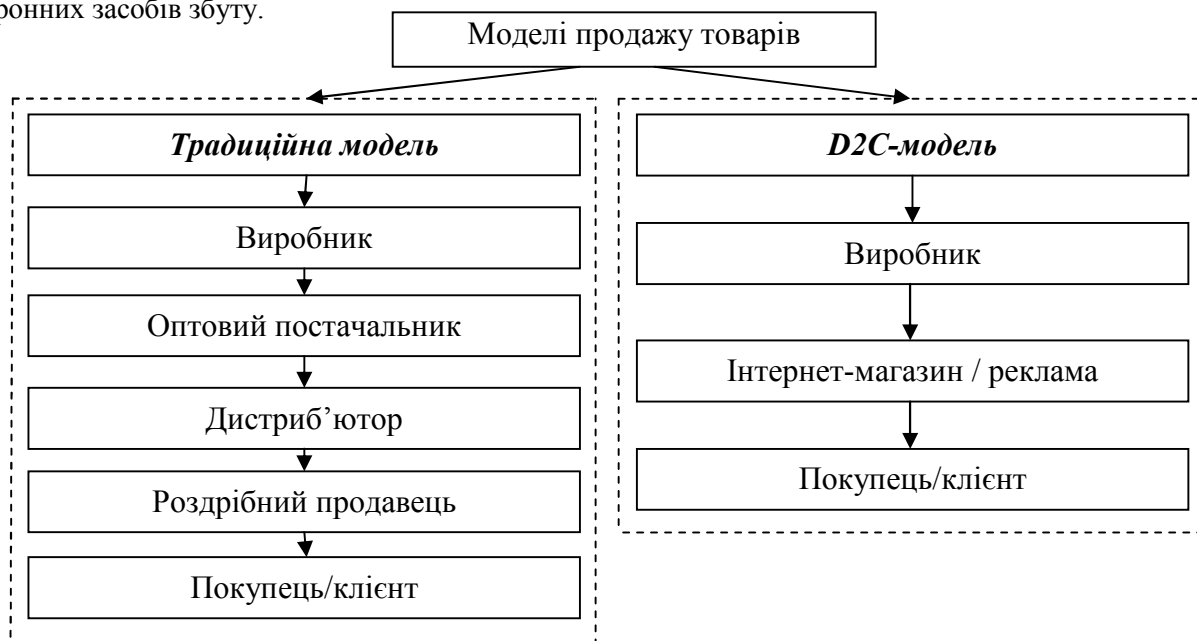 засобів збуту.
Моделі продажу товарів
Традиційна модель
Виробник
Оптовий постачальник
Дистриб’ютор
Роздрібний продавець
Покупець/клієнт
D2C-модель
Виробник
Інтернет-магазин / реклама
Покупець/клієнт